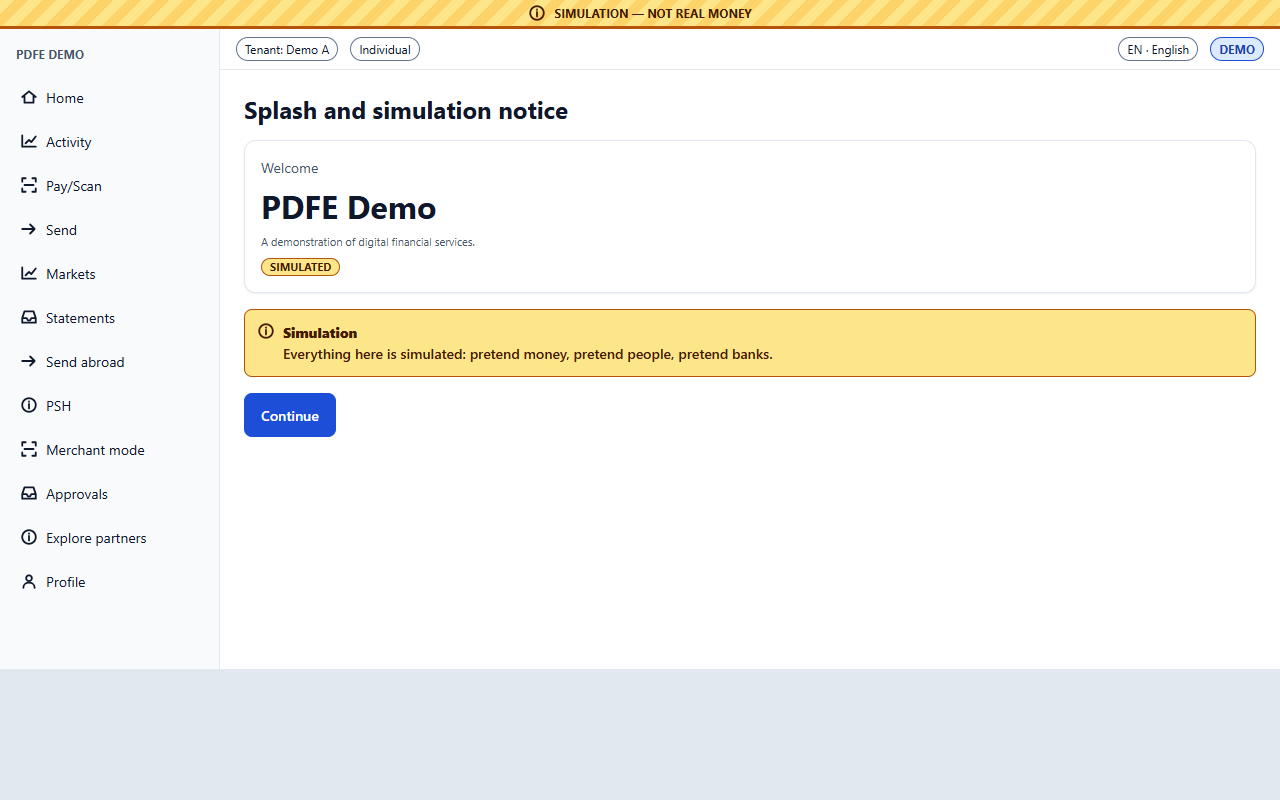 SIMULATION — NOT REAL MONEY
PDFE DEMO
Home
Activity
Pay/Scan
Send
Markets
Statements
Send abroad
PSH
Merchant mode
Approvals
Explore partners
Profile
Tenant: Demo A
Individual
EN · English
DEMO
Splash and simulation notice
Welcome
PDFE Demo
A demonstration of digital financial services.
SIMULATED
Simulation
Everything here is simulated: pretend money, pretend people, pretend banks.
Continue